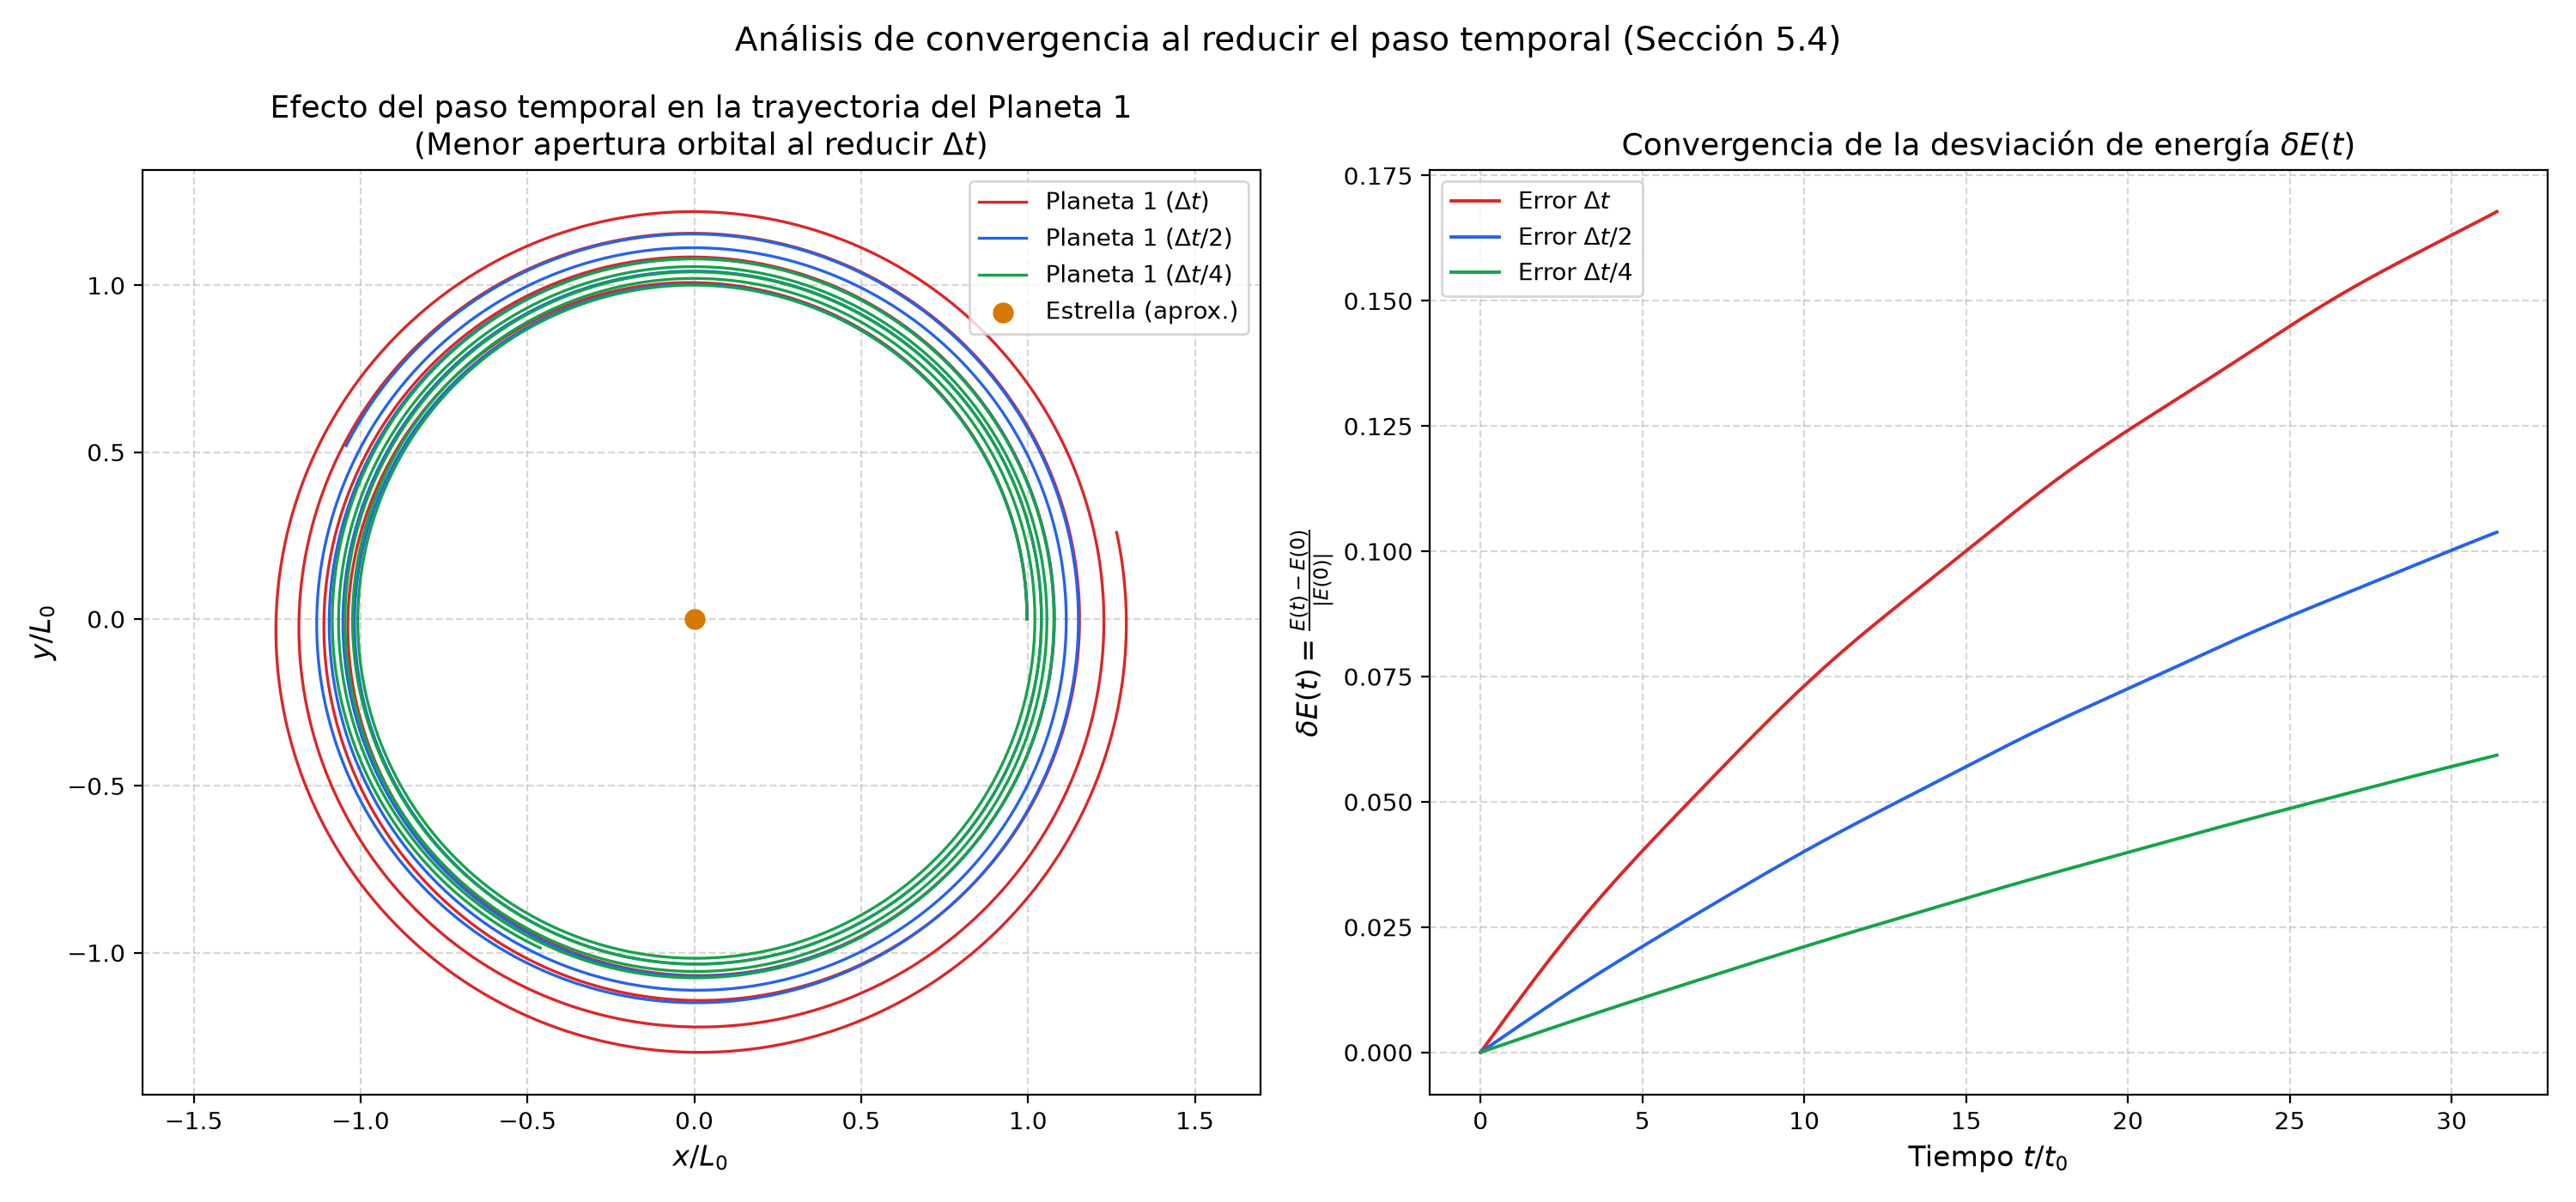 Análisis de convergencia al reducir el paso temporal (Sección 5.4)
Efecto del paso temporal en la trayectoria del Planeta 1
(Menor apertura orbital al reducir Δt)
Planeta 1 (Δt)
Planeta 1 (Δt/2)
Planeta 1 (Δt/4)
Estrella (aprox.)
y/L₀
1.0
0.5
0.0
−0.5
−1.0
−1.5 −1.0 −0.5 0.0 0.5 1.0 1.5
x/L₀
Convergencia de la desviación de energía δE(t)
Error Δt
Error Δt/2
Error Δt/4
δE(t) = E(t) − E(0) / |E(0)|
0.175
0.150
0.125
0.100
0.075
0.050
0.025
0.000
0 5 10 15 20 25 30
Tiempo t/t₀